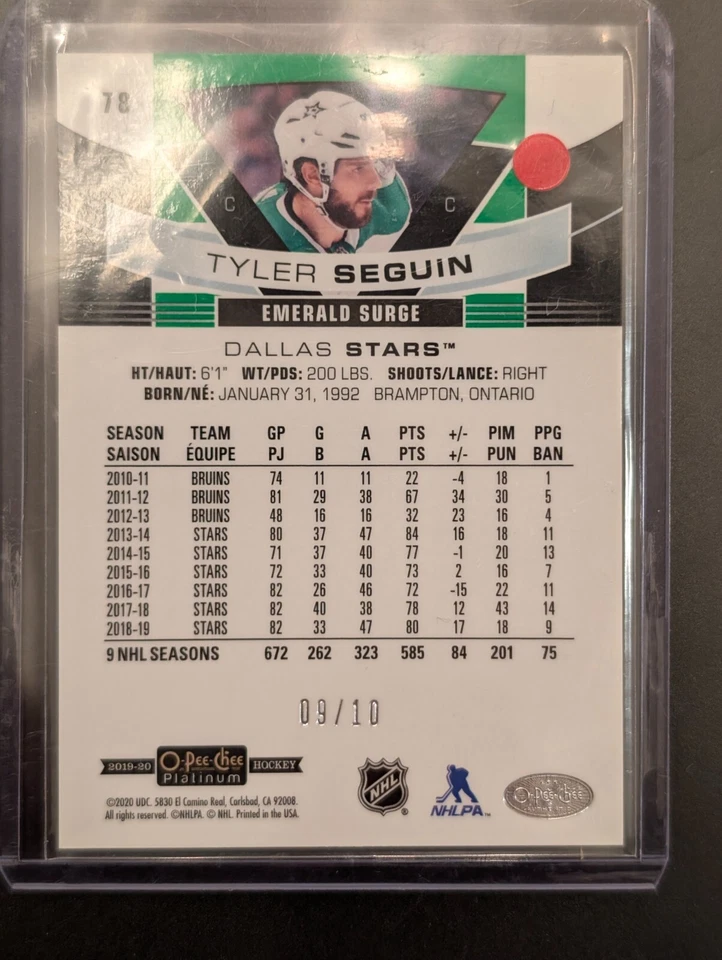 78
C C
TYLER SEGUIN
EMERALD SURGE
DALLAS STARS™
HT/HAUT: 6'1" WT/PDS: 200 LBS. SHOOTS/LANCE: RIGHT
BORN/NÉ: JANUARY 31, 1992 BRAMPTON, ONTARIO
SEASON TEAM GP G A PTS +/- PIM PPG
SAISON ÉQUIPE PJ B A PTS +/- PUN BAN
2010-11 BRUINS 74 11 11 22 -4 18 1
2011-12 BRUINS 81 29 38 67 34 30 5
2012-13 BRUINS 48 16 16 32 23 16 4
2013-14 STARS 80 37 47 84 16 18 11
2014-15 STARS 71 37 40 77 -1 20 13
2015-16 STARS 72 33 40 73 2 16 7
2016-17 STARS 82 26 46 72 -15 22 11
2017-18 STARS 82 40 38 78 12 43 14
2018-19 STARS 82 33 47 80 17 18 9
9 NHL SEASONS 672 262 323 585 84 201 75
09/10
2019-20 O-Pee-Chee Platinum HOCKEY
NHL®
NHLPA™
O-Pee-Chee
©2020 UDC. 5830 El Camino Real, Carlsbad, CA 92008.
All rights reserved. ©NHLPA. © NHL. Printed in the USA.